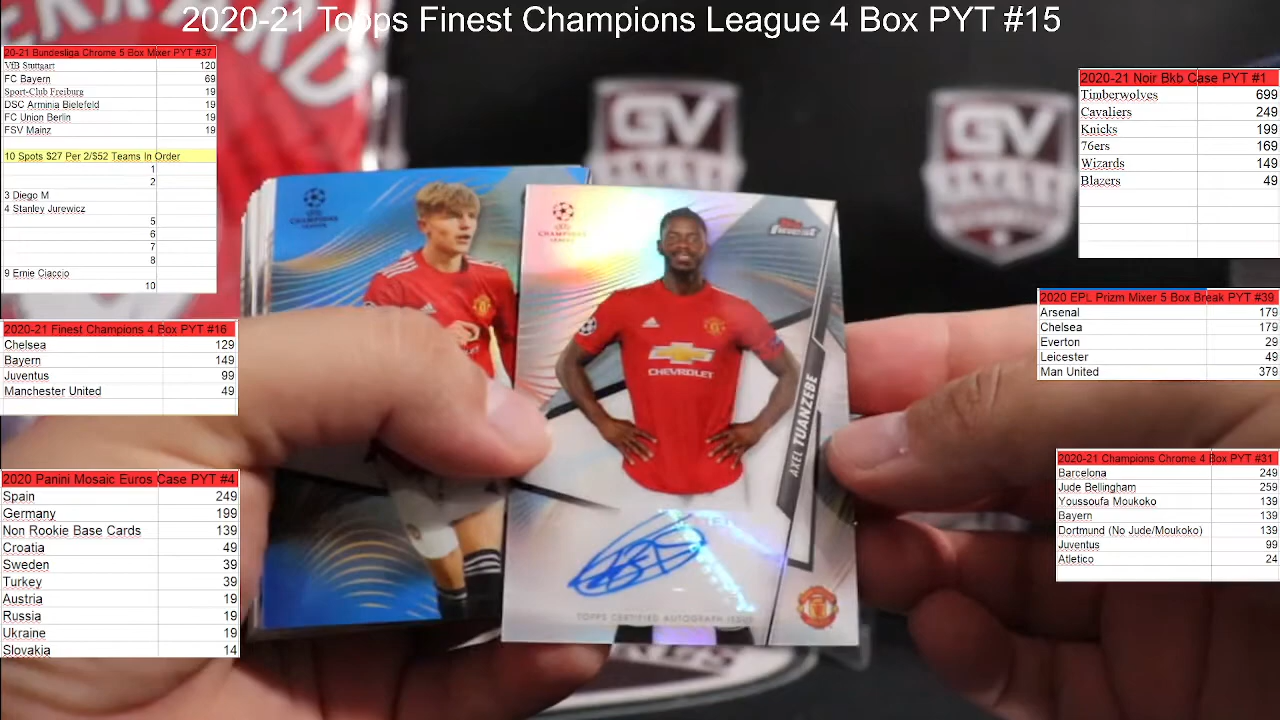 2020-21 Topps Finest Champions League 4 Box PYT #15
20-21 Bundesliga Chrome 5 Box Mixer PYT #37
VfB Stuttgart 120
FC Bayern 69
Sport-Club Freiburg 19
DSC Arminia Bielefeld 19
FC Union Berlin 19
FSV Mainz 19
10 Spots $27 Per 2/$52 Teams In Order
1
2
3 Diego M
4 Stanley Jurewicz
5
6
7
8
9 Ernie Ciaccio
10
2020-21 Finest Champions 4 Box PYT #16
Chelsea 129
Bayern 149
Juventus 99
Manchester United 49
2020 Panini Mosaic Euros Case PYT #4
Spain 249
Germany 199
Non Rookie Base Cards 139
Croatia 49
Sweden 39
Turkey 39
Austria 19
Russia 19
Ukraine 19
Slovakia 14
GV
GV
UEFA
CHAMPIONS
LEAGUE
CHAMPIONS
Topps
finest
CHEVROLET
AXEL TUANZEBE
TOPPS CERTIFIED AUTOGRAPH ISSUE
2020-21 Noir Bkb Case PYT #1
Timberwolves 699
Cavaliers 249
Knicks 199
76ers 169
Wizards 149
Blazers 49
2020 EPL Prizm Mixer 5 Box Break PYT #39
Arsenal 179
Chelsea 179
Everton 29
Leicester 49
Man United 379
2020-21 Champions Chrome 4 Box PYT #31
Barcelona 249
Jude Bellingham 259
Youssoufa Moukoko 139
Bayern 139
Dortmund (No Jude/Moukoko) 139
Juventus 99
Atletico 24